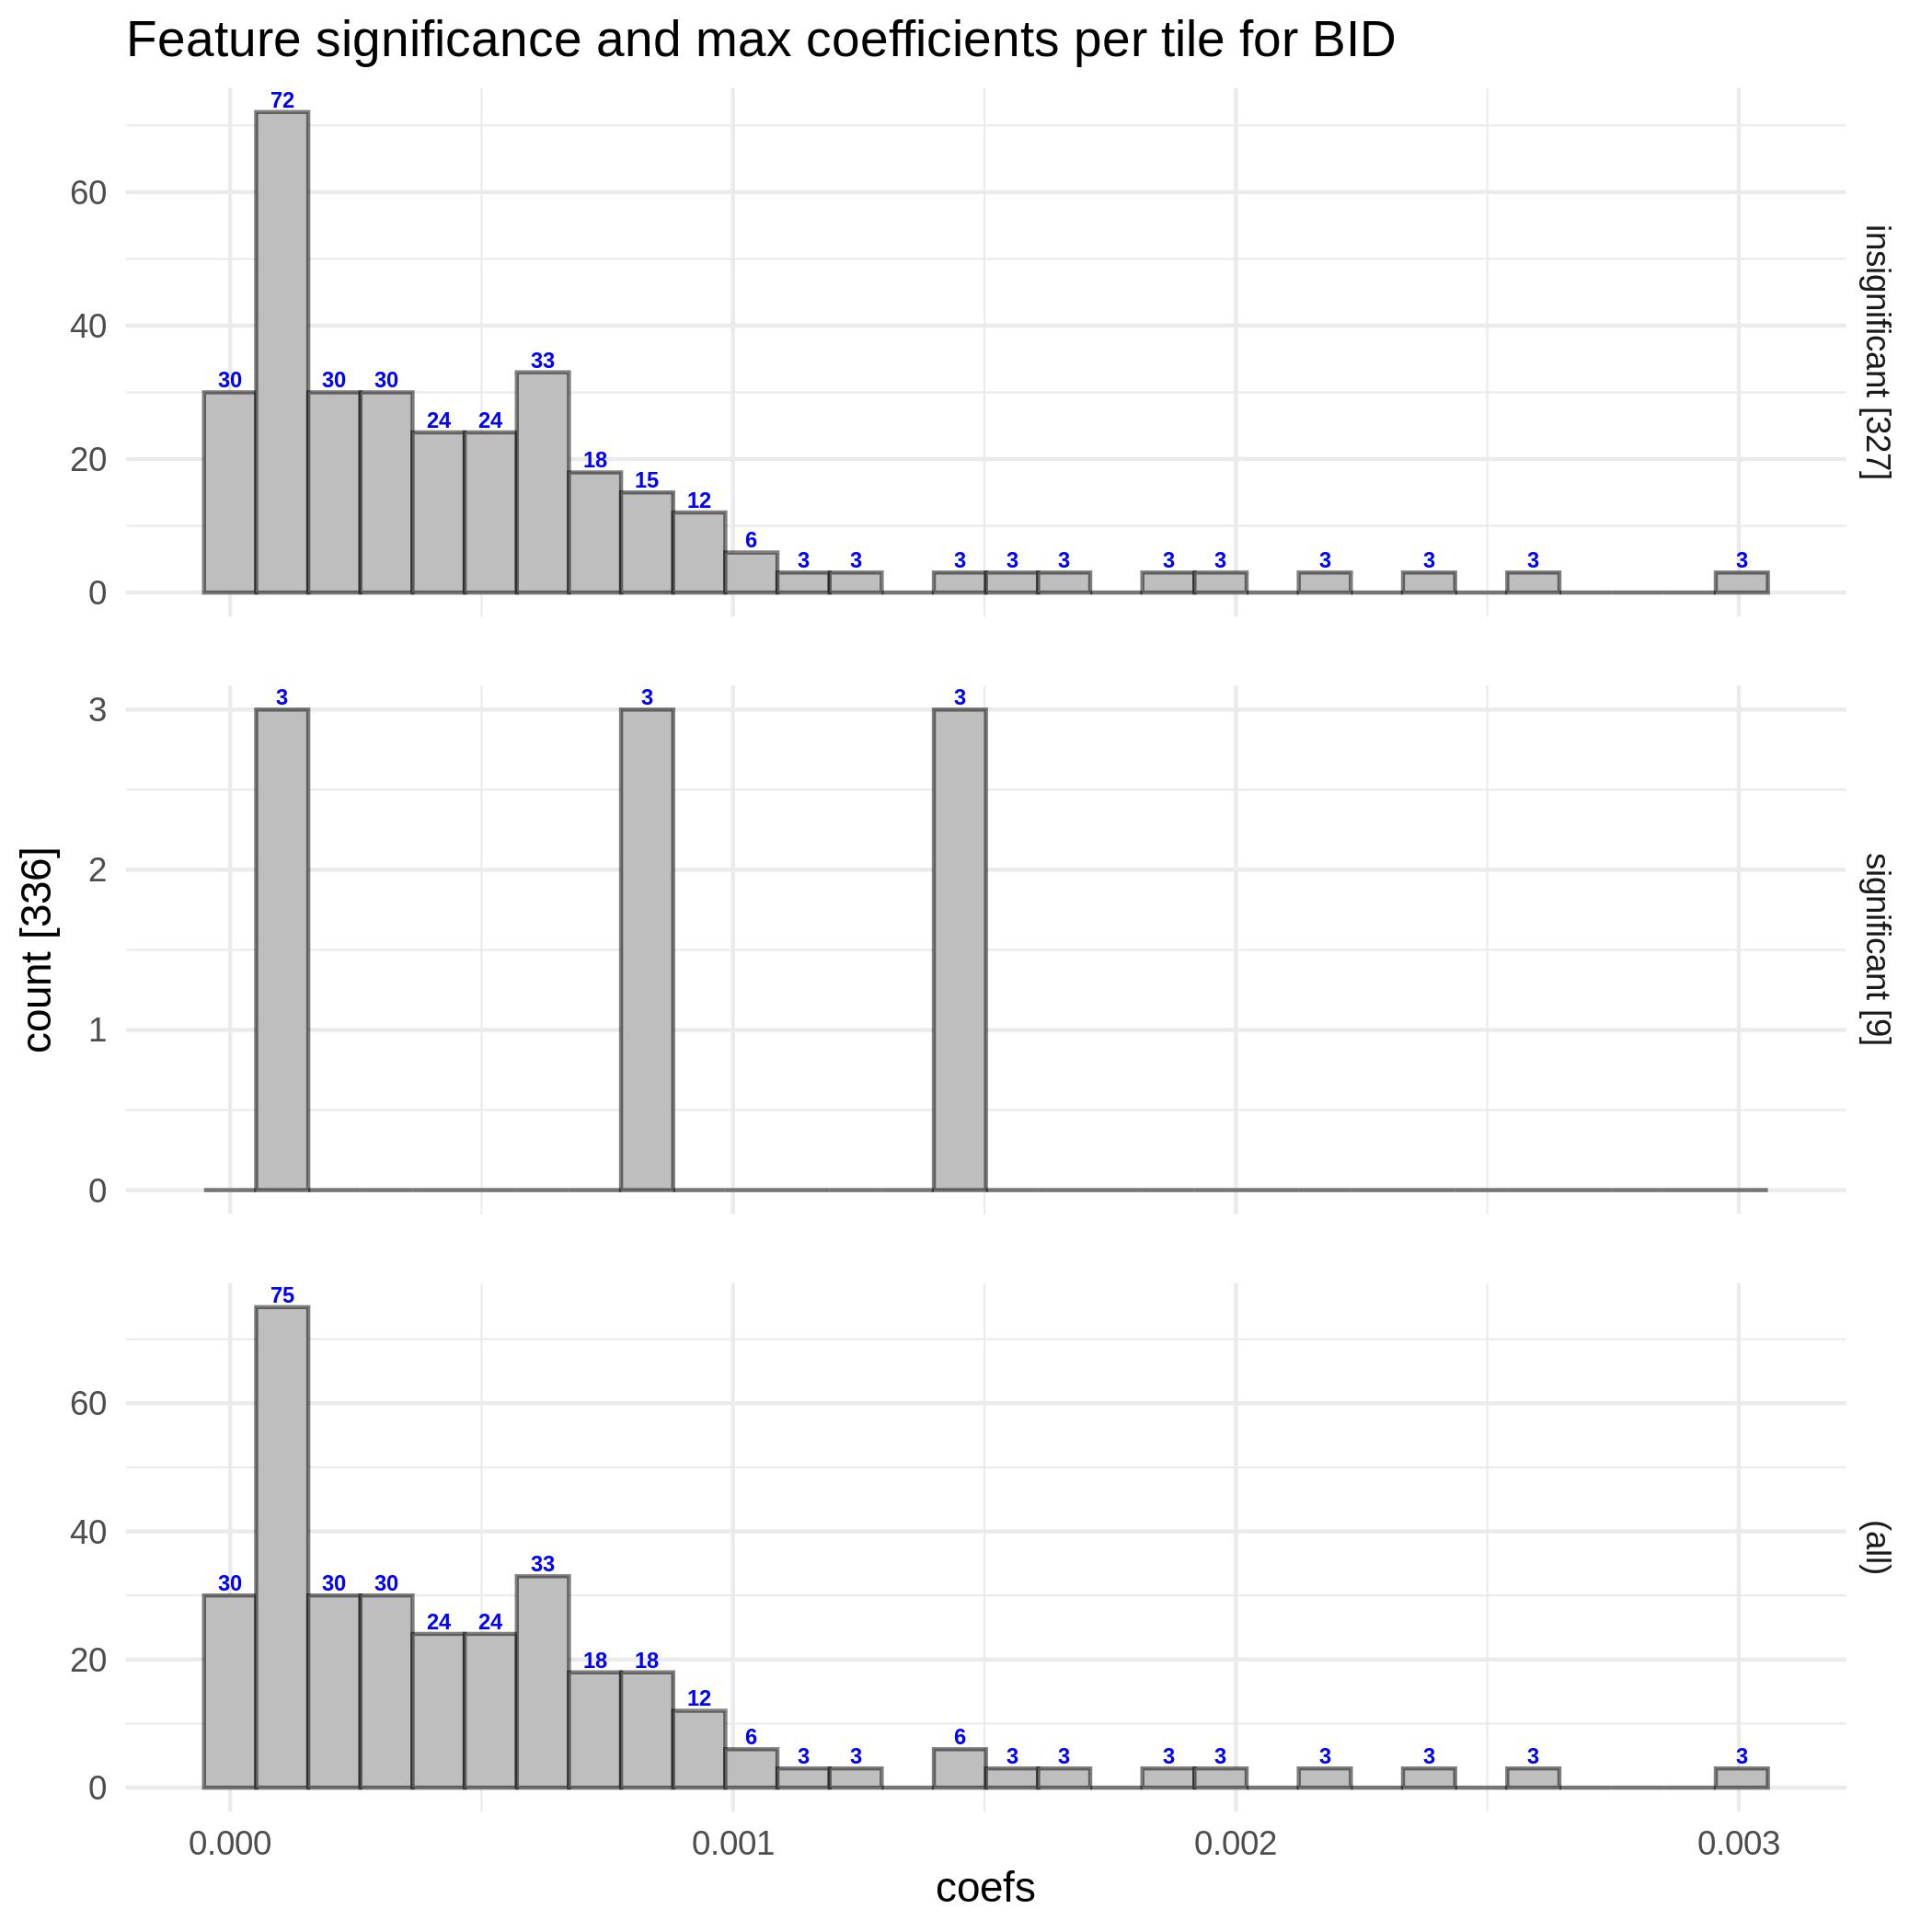 Feature significance and max coefficients per tile for BID
72
60
40
33
30 30 30
24 24
20
18
15
12
6
3 3 3 3 3 3 3 3 3 3 3
0
insignificant [327]
3 3 3
3
2
1
0
significant [9]
count [336]
75
60
40
33
30 30 30
24 24
20
18 18
12
6 6
3 3 3 3 3 3 3 3 3 3
0
(all)
0.000 0.001 0.002 0.003
coefs